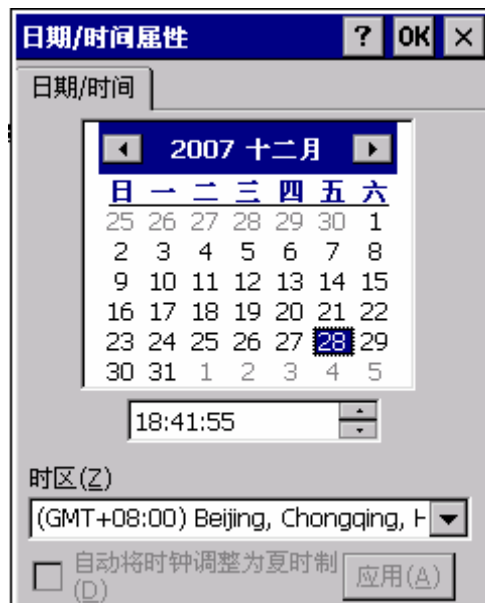 日期/时间属性 ? OK ×
日期/时间
2007 十二月
日 一 二 三 四 五 六
25 26 27 28 29 30 1
2 3 4 5 6 7 8
9 10 11 12 13 14 15
16 17 18 19 20 21 22
23 24 25 26 27 28 29
30 31 1 2 3 4 5
18:41:55
时区(Z)
(GMT+08:00) Beijing, Chongqing, H
自动将时钟调整为夏时制
(D)
应用(A)